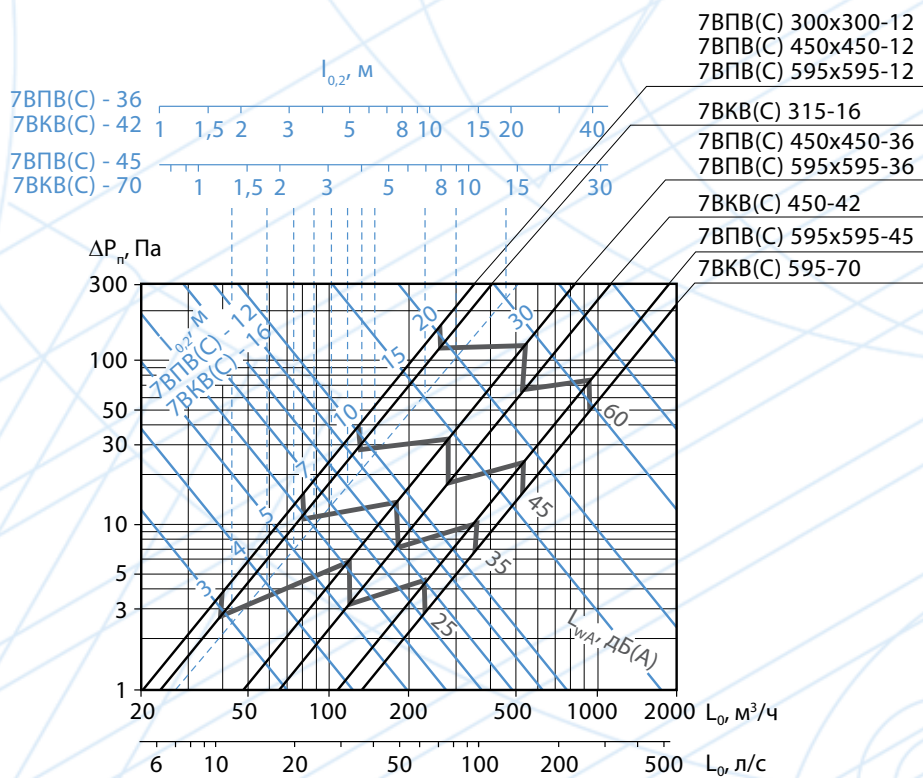 7ВПВ(С) 300х300-12
7ВПВ(С) 450х450-12
7ВПВ(С) 595х595-12
7ВКВ(С) 315-16
7ВПВ(С) 450х450-36
7ВПВ(С) 595х595-36
7ВКВ(С) 450-42
7ВПВ(С) 595х595-45
7ВКВ(С) 595-70
l0,2, м
7ВПВ(С) - 36
7ВКВ(С) - 42
1 1,5 2 3 5 8 10 15 20 40
7ВПВ(С) - 45
7ВКВ(С) - 70
1 1,5 2 3 5 8 10 15 30
ΔPп, Па
300
100
50
30
10
5
3
1
0,2, м
7ВПВ(С) - 12
7ВКВ(С) - 16
3
4
5
7
10
15
20
30
60
45
35
25
LWA, дБ(А)
20 50 100 200 500 1000 2000 L0, м³/ч
6 10 20 50 100 200 500 L0, л/с